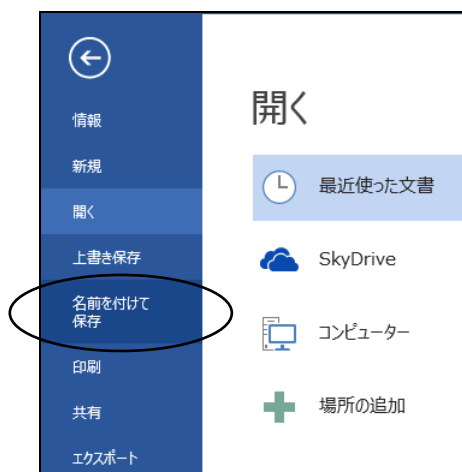 情報
新規
開く
上書き保存
名前を付けて
保存
印刷
共有
エクスポート
開く
最近使った文書
SkyDrive
コンピューター
場所の追加